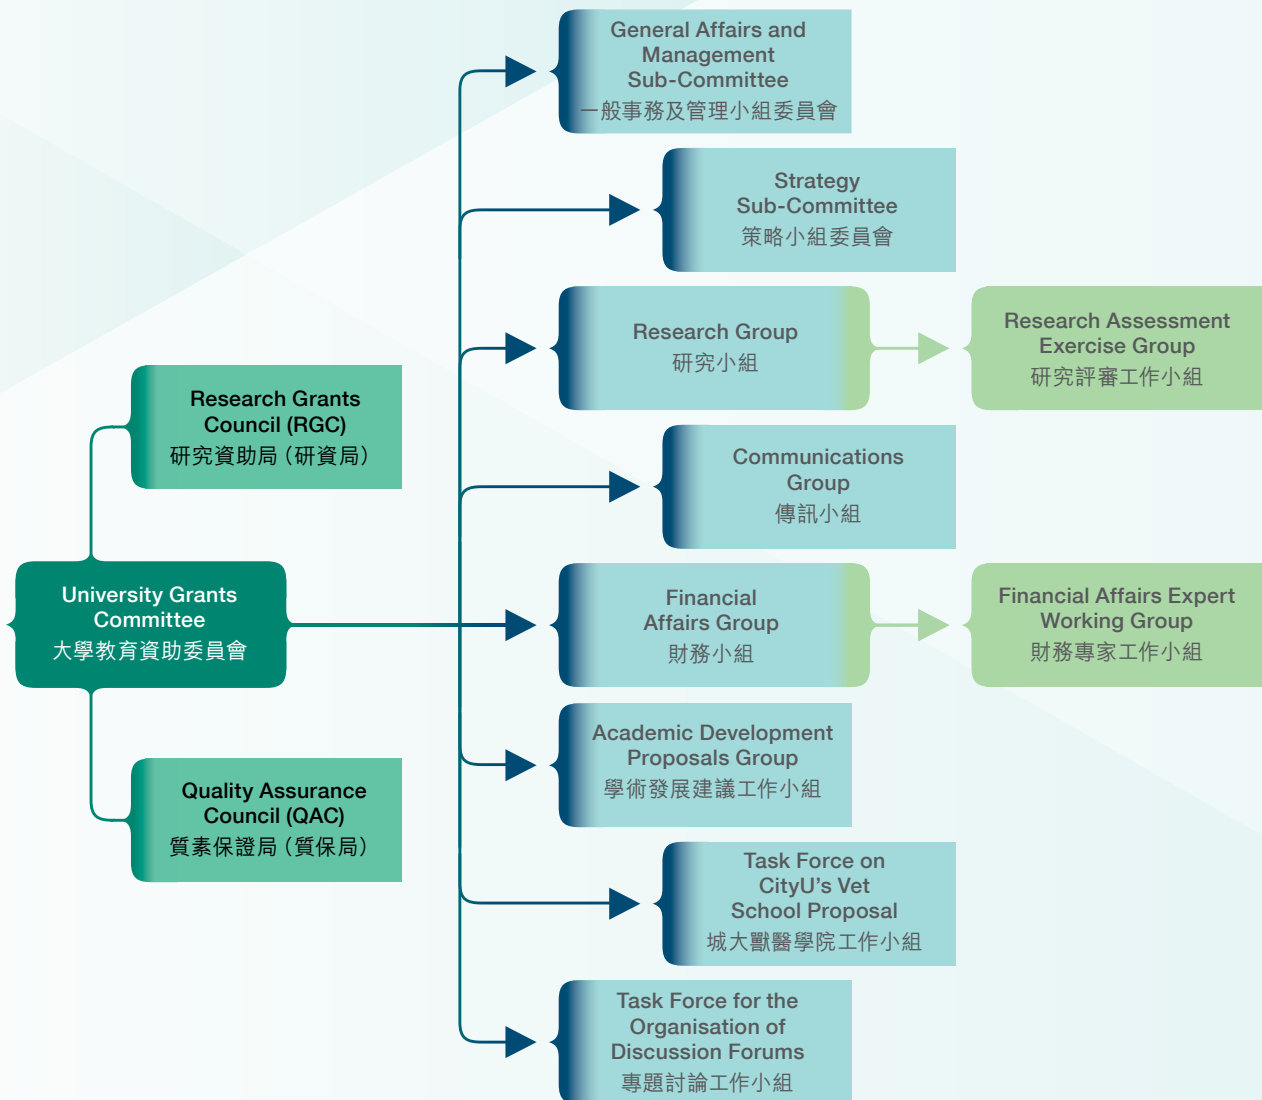 General Affairs and
Management
Sub-Committee
一般事務及管理小組委員會
Strategy
Sub-Committee
策略小組委員會
Research Group
研究小組
Research Assessment
Exercise Group
研究評審工作小組
Research Grants
Council (RGC)
研究資助局（研資局）
Communications
Group
傳訊小組
University Grants
Committee
大學教育資助委員會
Financial
Affairs Group
財務小組
Financial Affairs Expert
Working Group
財務專家工作小組
Academic Development
Proposals Group
學術發展建議工作小組
Quality Assurance
Council (QAC)
質素保證局（質保局）
Task Force on
CityU's Vet
School Proposal
城大獸醫學院工作小組
Task Force for the
Organisation of
Discussion Forums
專題討論工作小組